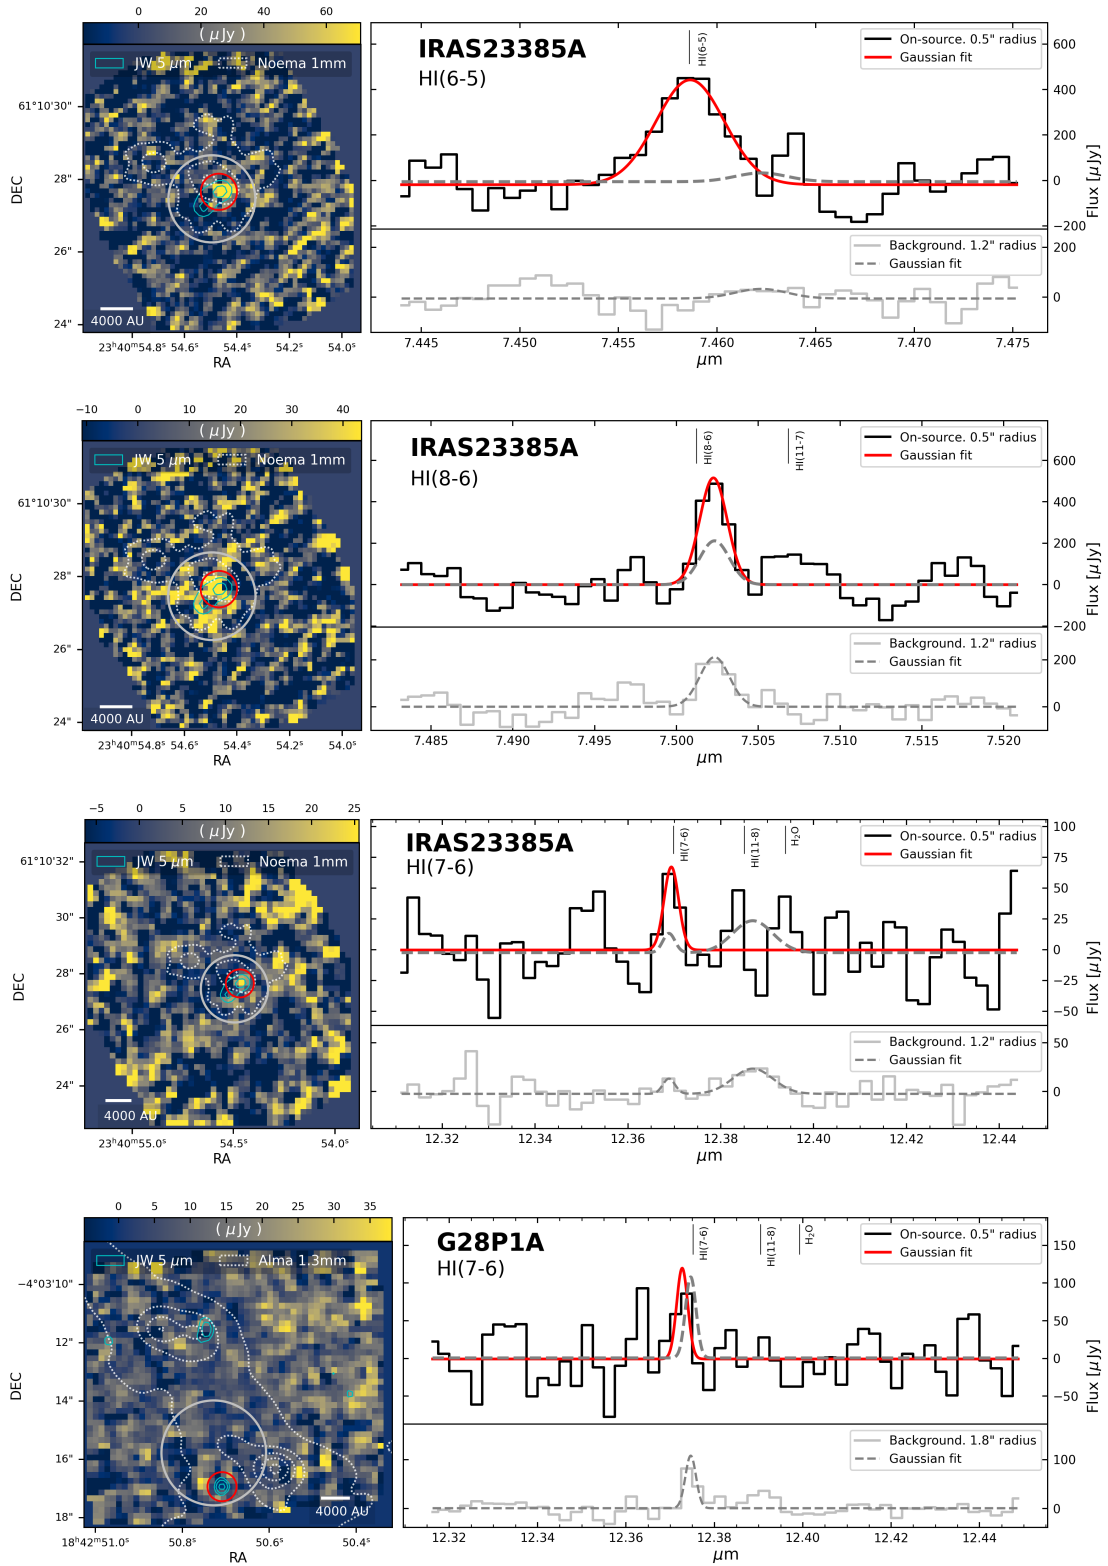 0 20 40 60
( μJy )
JW 5 μm Noema 1mm
61°10'30"
28"
26"
24"
DEC
4000 AU
23ʰ40ᵐ54.8ˢ 54.6ˢ 54.4ˢ 54.2ˢ 54.0ˢ
RA
IRAS23385A
HI(6-5)
HI(6-5)
On-source. 0.5" radius
Gaussian fit
600
400
200
0
−200
Flux [μJy]
Background. 1.2" radius
Gaussian fit
200
0
7.445 7.450 7.455 7.460 7.465 7.470 7.475
μm
−10 0 10 20 30 40
( μJy )
JW 5 μm Noema 1mm
61°10'30"
28"
26"
24"
DEC
4000 AU
23ʰ40ᵐ54.8ˢ 54.6ˢ 54.4ˢ 54.2ˢ 54.0ˢ
RA
IRAS23385A
HI(8-6)
HI(8-6)
HI(11-7)
On-source. 0.5" radius
Gaussian fit
600
400
200
0
−200
Flux [μJy]
Background. 1.2" radius
Gaussian fit
200
0
7.485 7.490 7.495 7.500 7.505 7.510 7.515 7.520
μm
−5 0 5 10 15 20 25
( μJy )
JW 5 μm Noema 1mm
61°10'32"
30"
28"
26"
24"
DEC
4000 AU
23ʰ40ᵐ55.0ˢ 54.5ˢ 54.0ˢ
RA
IRAS23385A
HI(7-6)
HI(7-6)
HI(11-8)
H₂O
On-source. 0.5" radius
Gaussian fit
100
75
50
25
0
−25
−50
Flux [μJy]
Background. 1.2" radius
Gaussian fit
50
0
12.32 12.34 12.36 12.38 12.40 12.42 12.44
μm
0 5 10 15 20 25 30 35
( μJy )
JW 5 μm Alma 1.3mm
−4°03'10"
12"
14"
16"
18"
DEC
4000 AU
18ʰ42ᵐ51.0ˢ 50.8ˢ 50.6ˢ 50.4ˢ
RA
G28P1A
HI(7-6)
HI(7-6)
HI(11-8)
H₂O
On-source. 0.5" radius
Gaussian fit
150
100
50
0
−50
Flux [μJy]
Background. 1.8" radius
Gaussian fit
100
0
12.32 12.34 12.36 12.38 12.40 12.42 12.44
μm